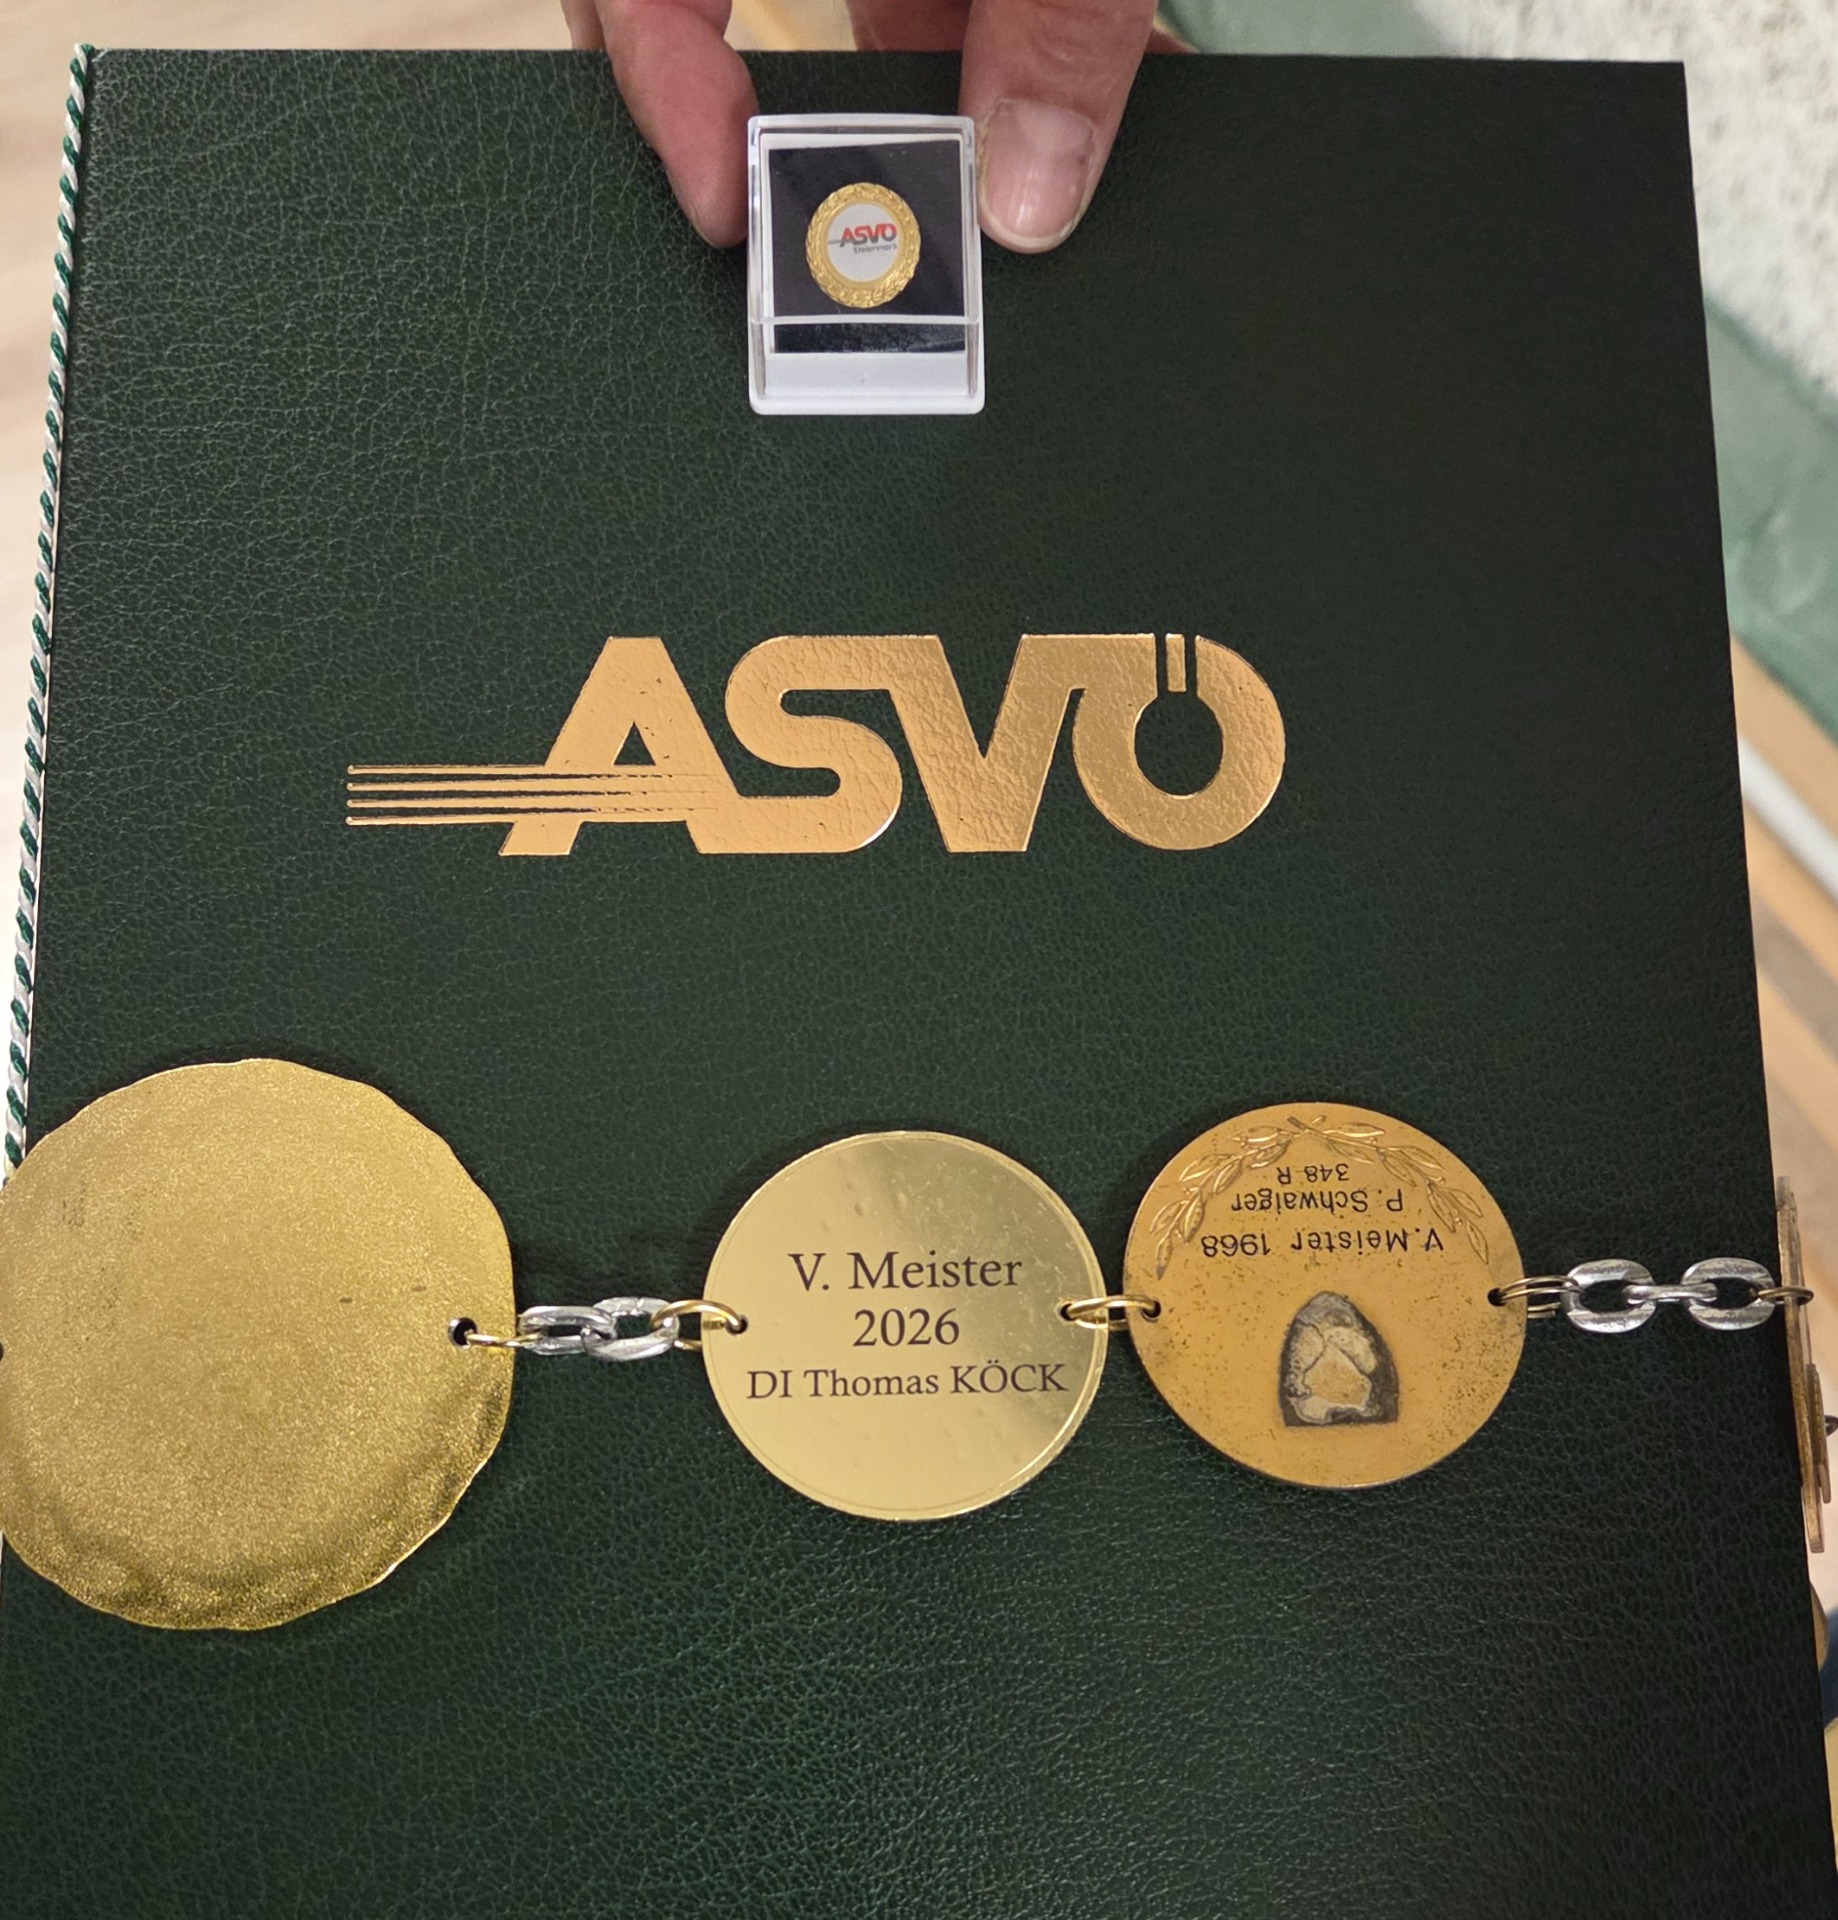 ASVÖ
Steiermark
ASVÖ
V. Meister
2026
DI Thomas KÖCK
V. Meister 1968
P. Schwaiger
348 R